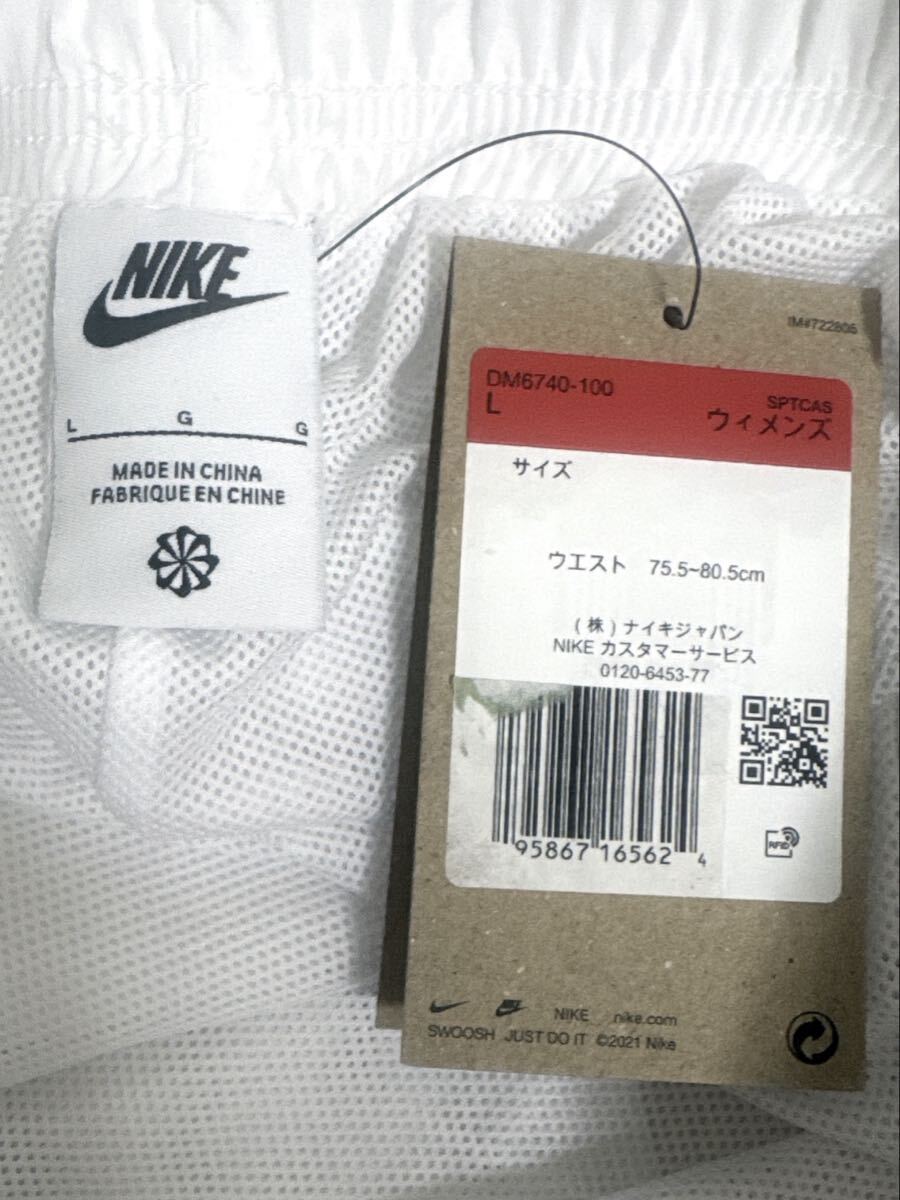 NIKE
L G G
MADE IN CHINA
FABRIQUE EN CHINE
IM#722806
DM6740-100
L
SPTCAS
ウィメンズ
サイズ
ウエスト 75.5~80.5cm
(株)ナイキジャパン
NIKE カスタマーサービス
0120-6453-77
95867 16562 4
RFID
NIKE nike.com
SWOOSH JUST DO IT ©2021 Nike